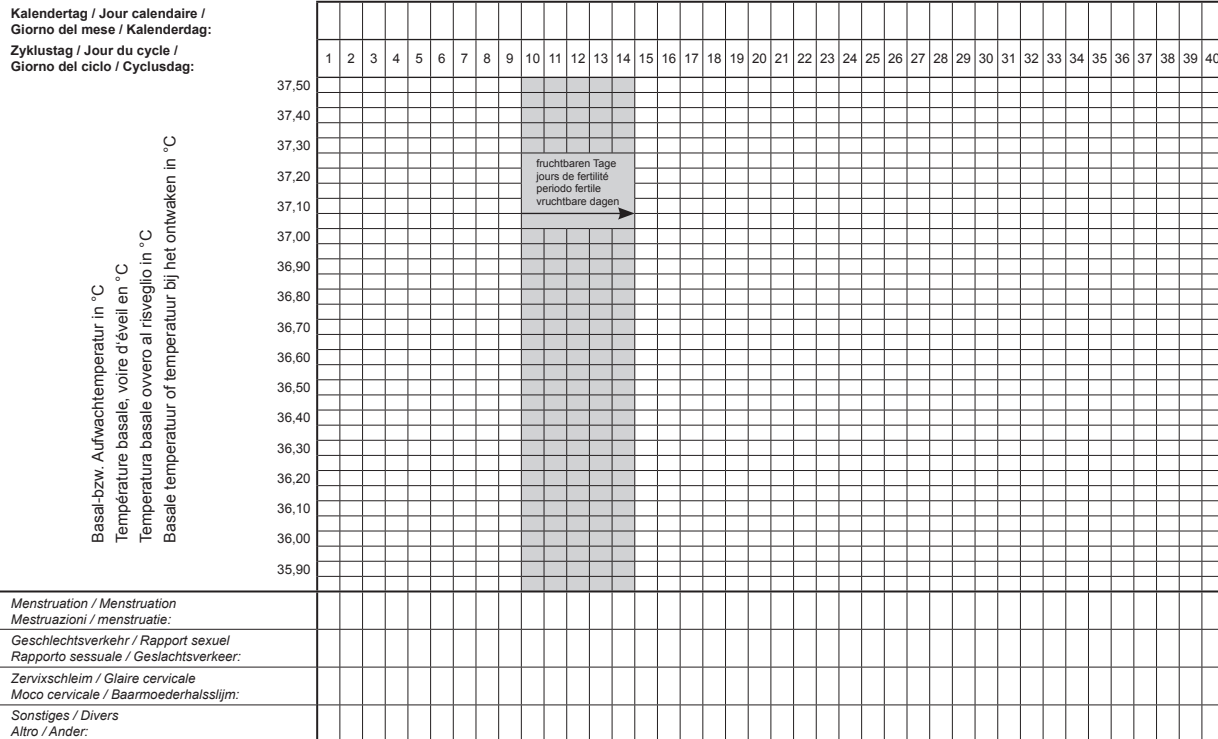 Kalendertag / Jour calendaire /
Giorno del mese / Kalenderdag:
Zyklustag / Jour du cycle /
Giorno del ciclo / Cyclusdag:
1 2 3 4 5 6 7 8 9 10 11 12 13 14 15 16 17 18 19 20 21 22 23 24 25 26 27 28 29 30 31 32 33 34 35 36 37 38 39 40
37,50
37,40
37,30
37,20
37,10
37,00
36,90
36,80
36,70
36,60
36,50
36,40
36,30
36,20
36,10
36,00
35,90
fruchtbaren Tage
jours de fertilité
periodo fertile
vruchtbare dagen
Basal-bzw. Aufwachtemperatur in °C
Température basale, voire d'éveil en °C
Temperatura basale ovvero al risveglio in °C
Basale temperatuur of temperatuur bij het ontwaken in °C
Menstruation / Menstruation
Mestruazioni / menstruatie:
Geschlechtsverkehr / Rapport sexuel
Rapporto sessuale / Geslachtsverkeer:
Zervixschleim / Glaire cervicale
Moco cervicale / Baarmoederhalsslijm:
Sonstiges / Divers
Altro / Ander: